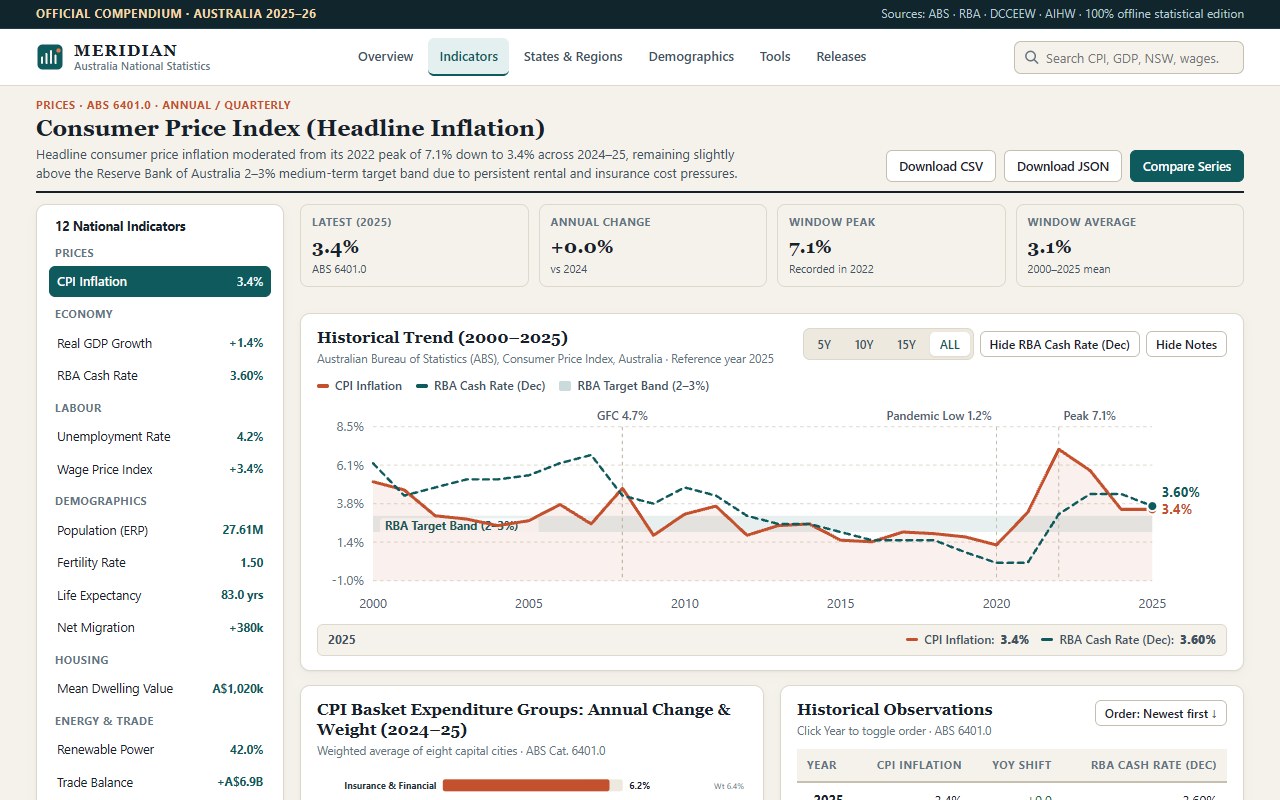 OFFICIAL COMPENDIUM · AUSTRALIA 2025–26
Sources: ABS · RBA · DCCEEW · AIHW · 100% offline statistical edition
MERIDIAN
Australia National Statistics
Overview
Indicators
States & Regions
Demographics
Tools
Releases
Search CPI, GDP, NSW, wages.
PRICES · ABS 6401.0 · ANNUAL / QUARTERLY
Consumer Price Index (Headline Inflation)
Headline consumer price inflation moderated from its 2022 peak of 7.1% down to 3.4% across 2024–25, remaining slightly
above the Reserve Bank of Australia 2–3% medium-term target band due to persistent rental and insurance cost pressures.
Download CSV
Download JSON
Compare Series
12 National Indicators
PRICES
CPI Inflation 3.4%
ECONOMY
Real GDP Growth +1.4%
RBA Cash Rate 3.60%
LABOUR
Unemployment Rate 4.2%
Wage Price Index +3.4%
DEMOGRAPHICS
Population (ERP) 27.61M
Fertility Rate 1.50
Life Expectancy 83.0 yrs
Net Migration +380k
HOUSING
Mean Dwelling Value A$1,020k
ENERGY & TRADE
Renewable Power 42.0%
Trade Balance +A$6.9B
LATEST (2025)
3.4%
ABS 6401.0
ANNUAL CHANGE
+0.0%
vs 2024
WINDOW PEAK
7.1%
Recorded in 2022
WINDOW AVERAGE
3.1%
2000–2025 mean
Historical Trend (2000–2025)
Australian Bureau of Statistics (ABS), Consumer Price Index, Australia · Reference year 2025
5Y 10Y 15Y ALL
Hide RBA Cash Rate (Dec)
Hide Notes
CPI Inflation
RBA Cash Rate (Dec)
RBA Target Band (2–3%)
GFC 4.7%
Pandemic Low 1.2%
Peak 7.1%
8.5%
6.1%
3.8%
1.4%
-1.0%
RBA Target Band (2–3%)
3.60%
3.4%
2000 2005 2010 2015 2020 2025
2025
CPI Inflation: 3.4%
RBA Cash Rate (Dec): 3.60%
CPI Basket Expenditure Groups: Annual Change &
Weight (2024–25)
Weighted average of eight capital cities · ABS Cat. 6401.0
Insurance & Financial 6.2% Wt 6.4%
Historical Observations
Click Year to toggle order · ABS 6401.0
Order: Newest first ↓
YEAR CPI INFLATION YOY SHIFT RBA CASH RATE (DEC)
2025 3.4% +0.0 3.60%